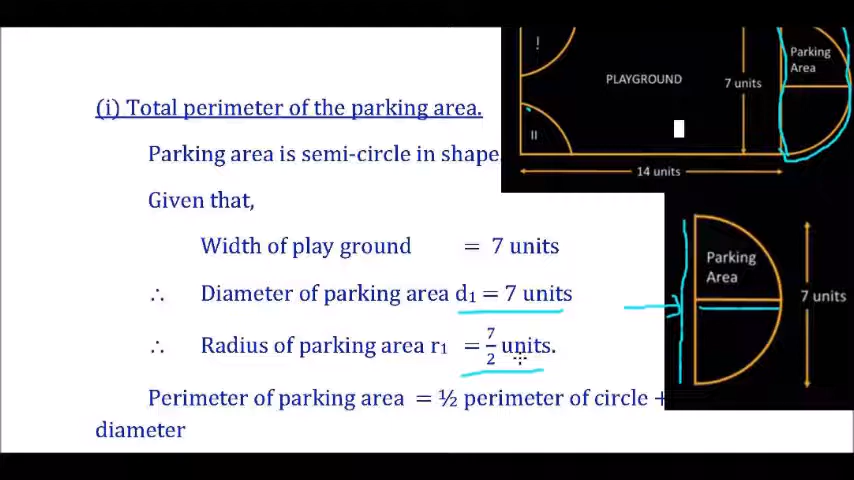 (i) Total perimeter of the parking area.
Parking area is semi-circle in shape.
Given that,
Width of play ground = 7 units
∴ Diameter of parking area d1 = 7 units
∴ Radius of parking area r1 = 7/2 units.
Perimeter of parking area = ½ perimeter of circle +
diameter
I
II
PLAYGROUND
7 units
14 units
Parking
Area
Parking
Area
7 units